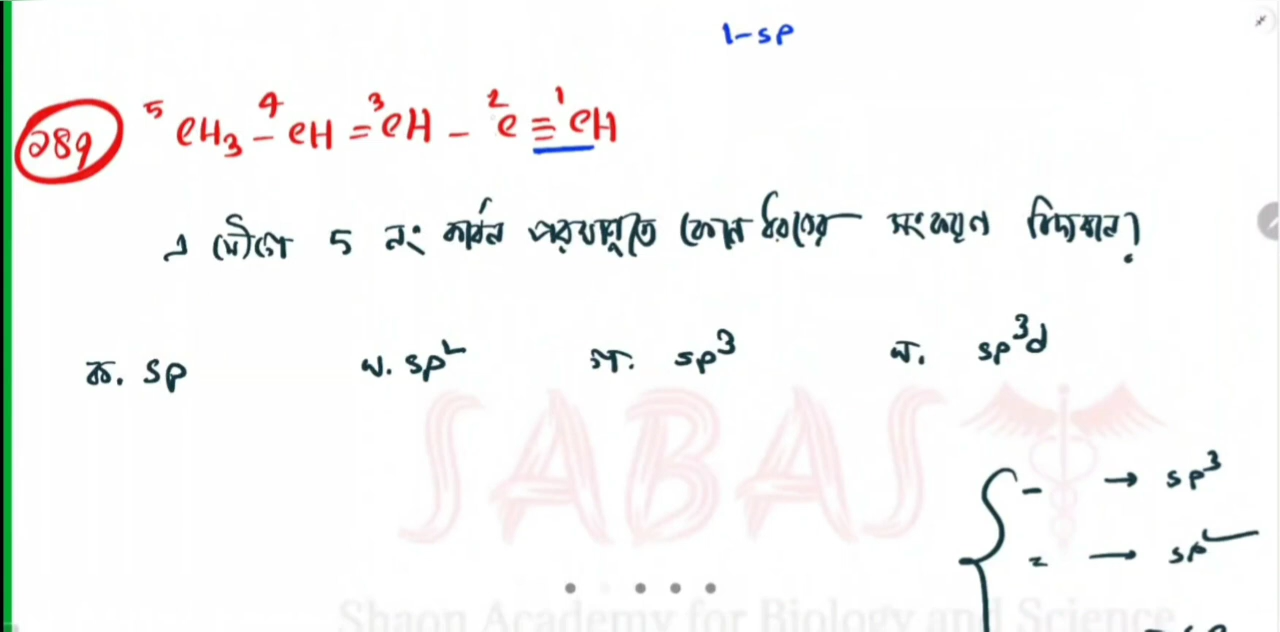 1-sp
২৪৭ ⁵CH₃ - ⁴CH = ³CH - ²C ≡ ¹CH
এ যৌগে 5 নং কার্বন পরমাণুতে কোন ধরণের সংকরণ বিদ্যমান?
ক. sp খ. sp² গ. sp³ ঘ. sp³d
SABAS
- → sp³
= → sp²
Shaon Academy for Biology and Science